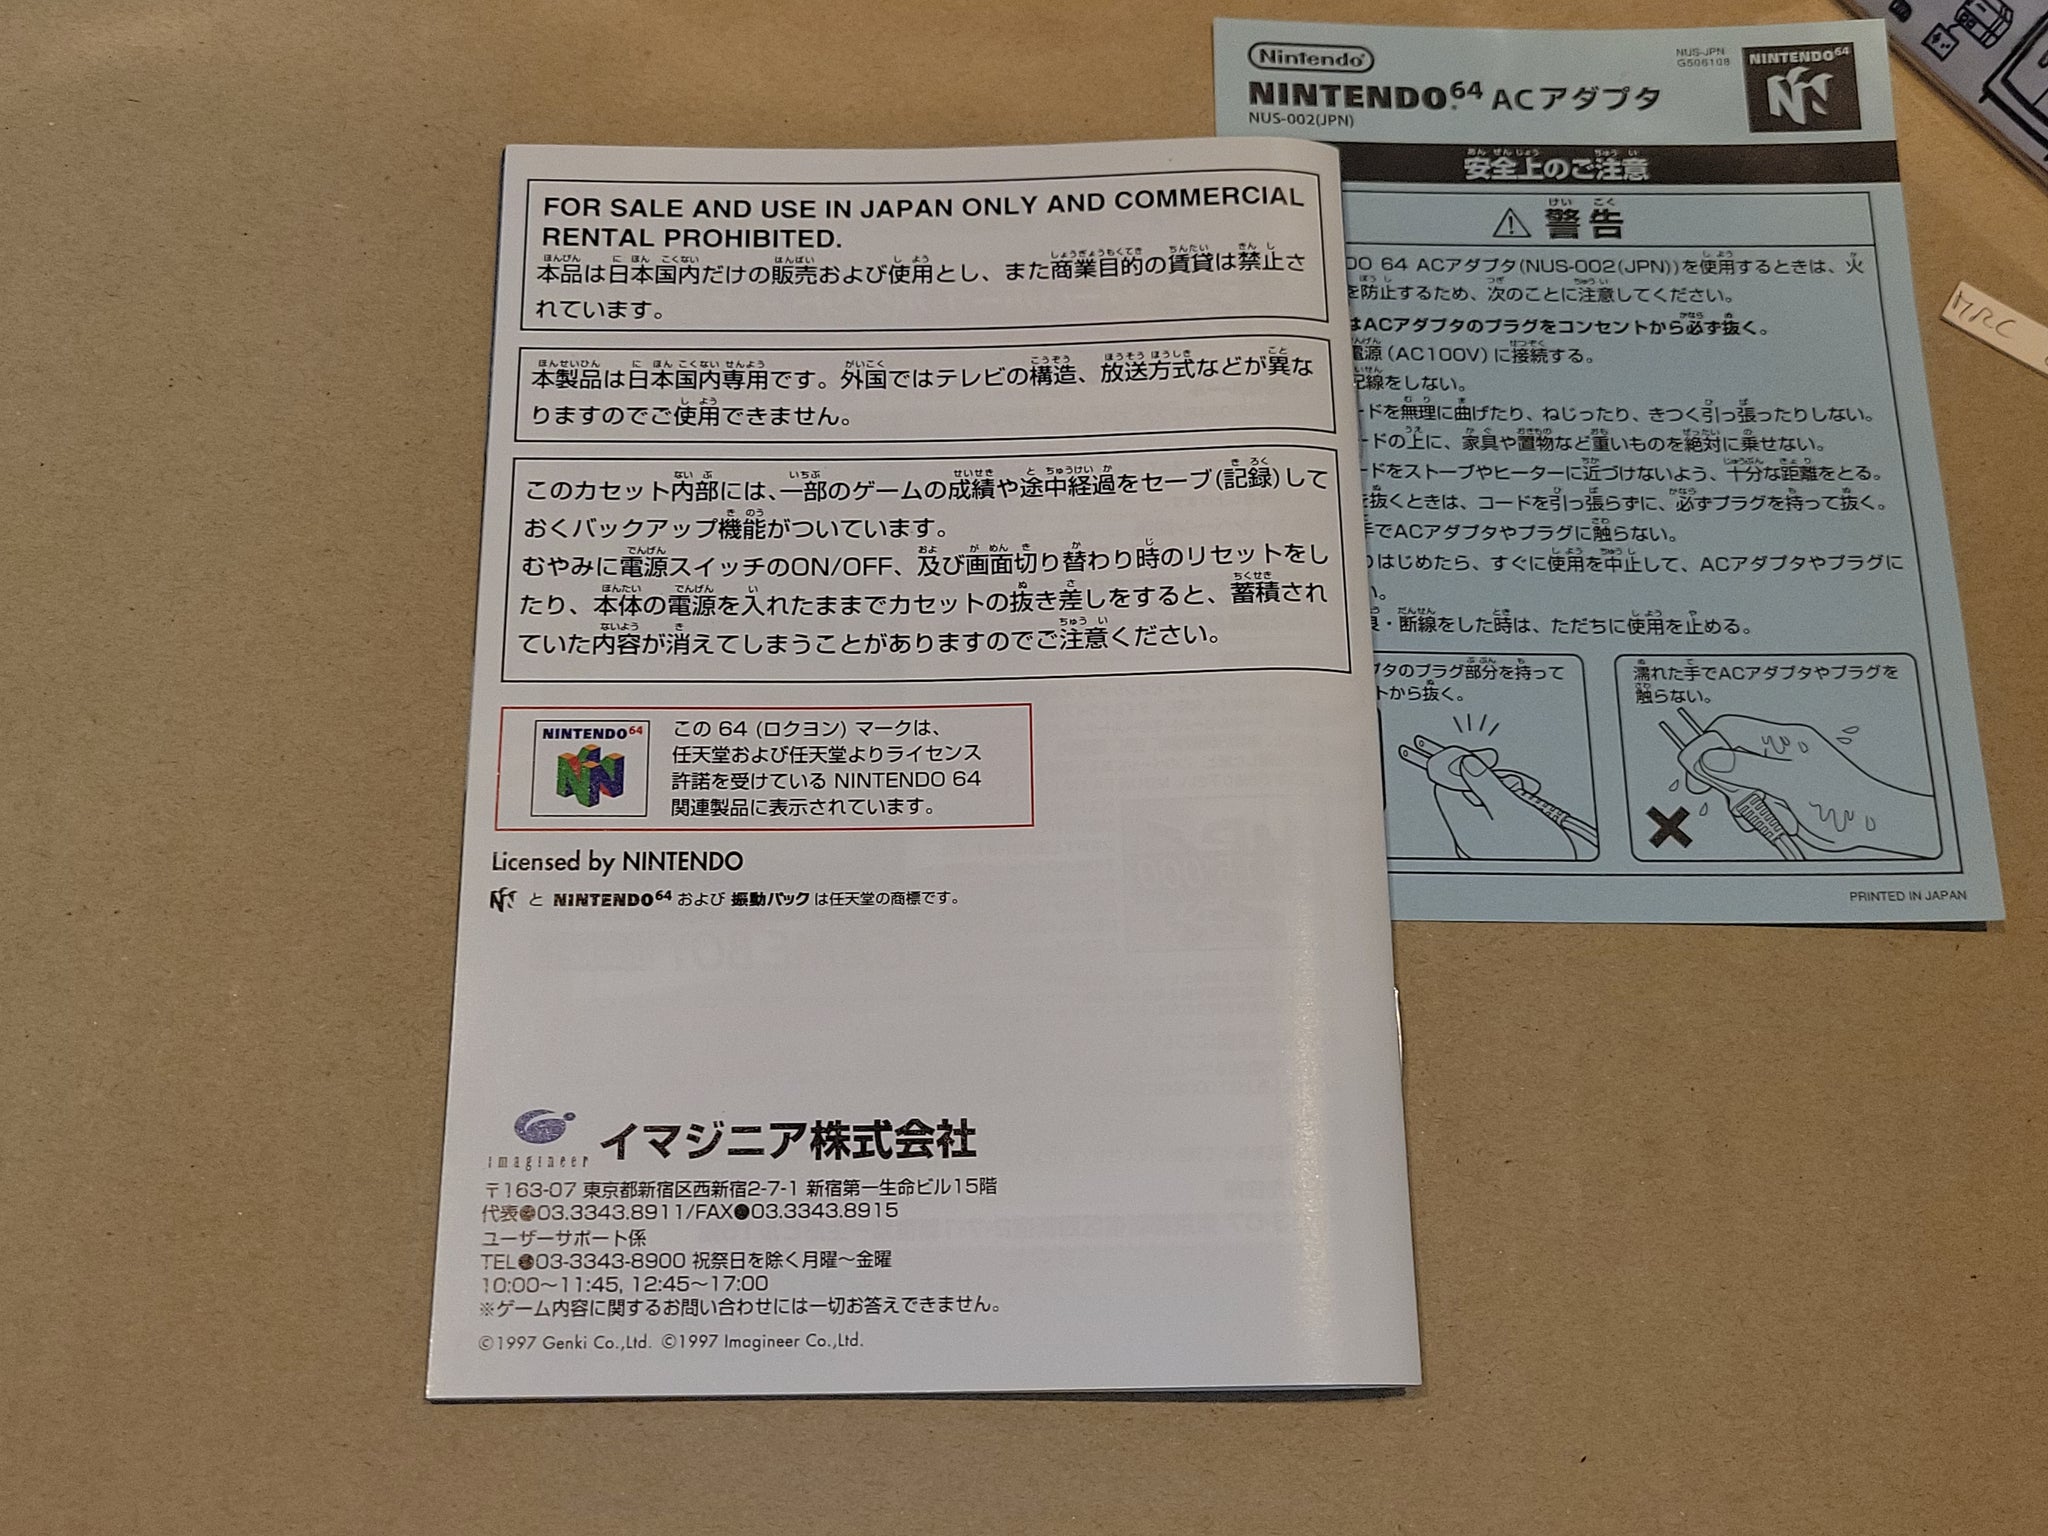 FOR SALE AND USE IN JAPAN ONLY AND COMMERCIAL
RENTAL PROHIBITED.
本品は日本国内だけの販売および使用とし、また商業目的の賃貸は禁止さ
れています。
本製品は日本国内専用です。外国ではテレビの構造、放送方式などが異な
りますのでご使用できません。
このカセット内部には、一部のゲームの成績や途中経過をセーブ(記録)して
おくバックアップ機能がついています。
むやみに電源スイッチのON/OFF、及び画面切り替わり時のリセットをし
たり、本体の電源を入れたままでカセットの抜き差しをすると、蓄積され
ていた内容が消えてしまうことがありますのでご注意ください。
NINTENDO64
この 64 (ロクヨン) マークは、
任天堂および任天堂よりライセンス
許諾を受けている NINTENDO 64
関連製品に表示されています。
Licensed by NINTENDO
と NINTENDO64 および 振動パック は任天堂の商標です。
imagineer イマジニア株式会社
〒163-07 東京都新宿区西新宿2-7-1 新宿第一生命ビル15階
代表●03.3343.8911/FAX●03.3343.8915
ユーザーサポート係
TEL●03-3343-8900 祝祭日を除く月曜〜金曜
10:00〜11:45, 12:45〜17:00
※ゲーム内容に関するお問い合わせには一切お答えできません。
©1997 Genki Co.,Ltd. ©1997 Imagineer Co.,Ltd.
Nintendo
NUS-JPN
G506108
NINTENDO64 ACアダプタ
NUS-002(JPN)
NINTENDO64
安全上のご注意
⚠ 警告
DO 64 ACアダプタ(NUS-002(JPN))を使用するときは、火
を防止するため、次のことに注意してください。
はACアダプタのプラグをコンセントから必ず抜く。
電源(AC100V)に接続する。
配線をしない。
ードを無理に曲げたり、ねじったり、きつく引っ張ったりしない。
ードの上に、家具や置物など重いものを絶対に乗せない。
ードをストーブやヒーターに近づけないよう、十分な距離をとる。
を抜くときは、コードを引っ張らずに、必ずプラグを持って抜く。
手でACアダプタやプラグに触らない。
りはじめたら、すぐに使用を中止して、ACアダプタやプラグに
い。
良・断線をした時は、ただちに使用を止める。
プタのプラグ部分を持って
トから抜く。
濡れた手でACアダプタやプラグを
触らない。
PRINTED IN JAPAN